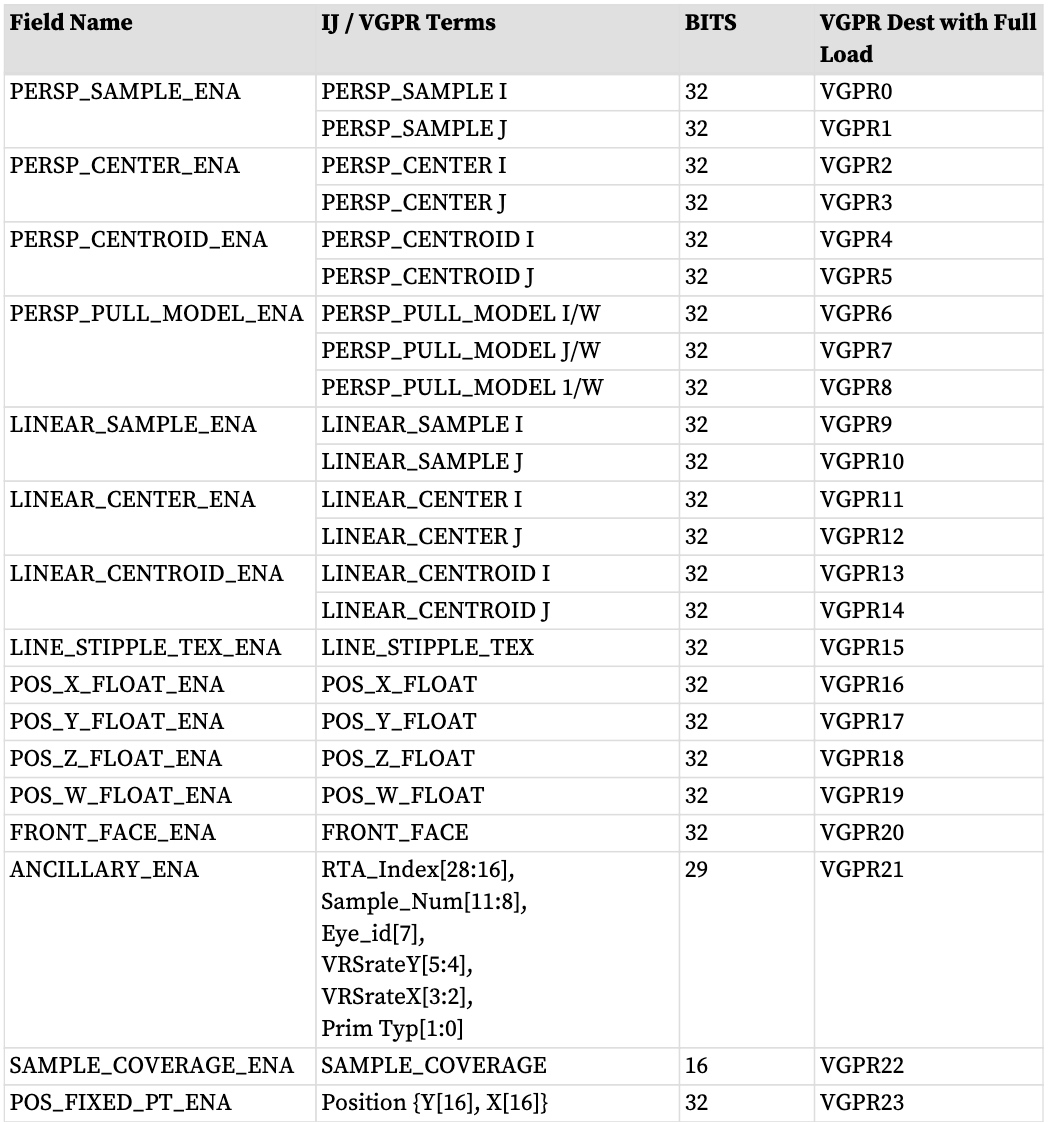 Field Name IJ / VGPR Terms BITS VGPR Dest with Full
Load
PERSP_SAMPLE_ENA PERSP_SAMPLE I 32 VGPR0
PERSP_SAMPLE J 32 VGPR1
PERSP_CENTER_ENA PERSP_CENTER I 32 VGPR2
PERSP_CENTER J 32 VGPR3
PERSP_CENTROID_ENA PERSP_CENTROID I 32 VGPR4
PERSP_CENTROID J 32 VGPR5
PERSP_PULL_MODEL_ENA PERSP_PULL_MODEL I/W 32 VGPR6
PERSP_PULL_MODEL J/W 32 VGPR7
PERSP_PULL_MODEL 1/W 32 VGPR8
LINEAR_SAMPLE_ENA LINEAR_SAMPLE I 32 VGPR9
LINEAR_SAMPLE J 32 VGPR10
LINEAR_CENTER_ENA LINEAR_CENTER I 32 VGPR11
LINEAR_CENTER J 32 VGPR12
LINEAR_CENTROID_ENA LINEAR_CENTROID I 32 VGPR13
LINEAR_CENTROID J 32 VGPR14
LINE_STIPPLE_TEX_ENA LINE_STIPPLE_TEX 32 VGPR15
POS_X_FLOAT_ENA POS_X_FLOAT 32 VGPR16
POS_Y_FLOAT_ENA POS_Y_FLOAT 32 VGPR17
POS_Z_FLOAT_ENA POS_Z_FLOAT 32 VGPR18
POS_W_FLOAT_ENA POS_W_FLOAT 32 VGPR19
FRONT_FACE_ENA FRONT_FACE 32 VGPR20
ANCILLARY_ENA RTA_Index[28:16], 29 VGPR21
Sample_Num[11:8],
Eye_id[7],
VRSrateY[5:4],
VRSrateX[3:2],
Prim Typ[1:0]
SAMPLE_COVERAGE_ENA SAMPLE_COVERAGE 16 VGPR22
POS_FIXED_PT_ENA Position {Y[16], X[16]} 32 VGPR23